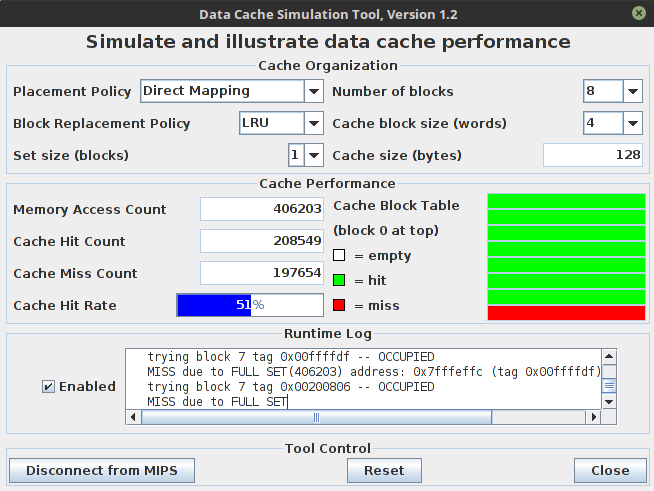 Data Cache Simulation Tool, Version 1.2
Simulate and illustrate data cache performance
Cache Organization
Placement Policy Direct Mapping Number of blocks 8
Block Replacement Policy LRU Cache block size (words) 4
Set size (blocks) 1 Cache size (bytes) 128
Cache Performance
Memory Access Count 406203
Cache Hit Count 208549
Cache Miss Count 197654
Cache Hit Rate 51%
Cache Block Table
(block 0 at top)
= empty
= hit
= miss
Runtime Log
Enabled
trying block 7 tag 0x00ffffdf -- OCCUPIED
MISS due to FULL SET(406203) address: 0x7fffeffc (tag 0x00ffffdf)
trying block 7 tag 0x00200806 -- OCCUPIED
MISS due to FULL SET
Tool Control
Disconnect from MIPS Reset Close